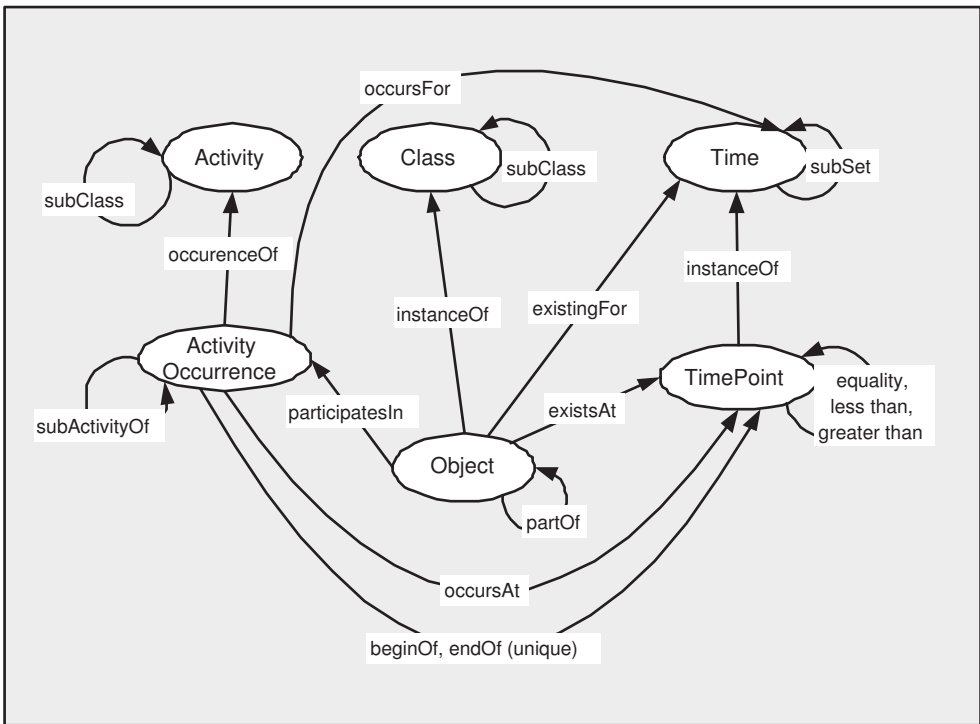 occursFor
Activity
Class
Time
subClass
subSet
subClass
occurenceOf
instanceOf
instanceOf
existingFor
Activity
Occurrence
TimePoint
equality,
less than,
greater than
participatesIn
existsAt
subActivityOf
Object
partOf
occursAt
beginOf, endOf (unique)